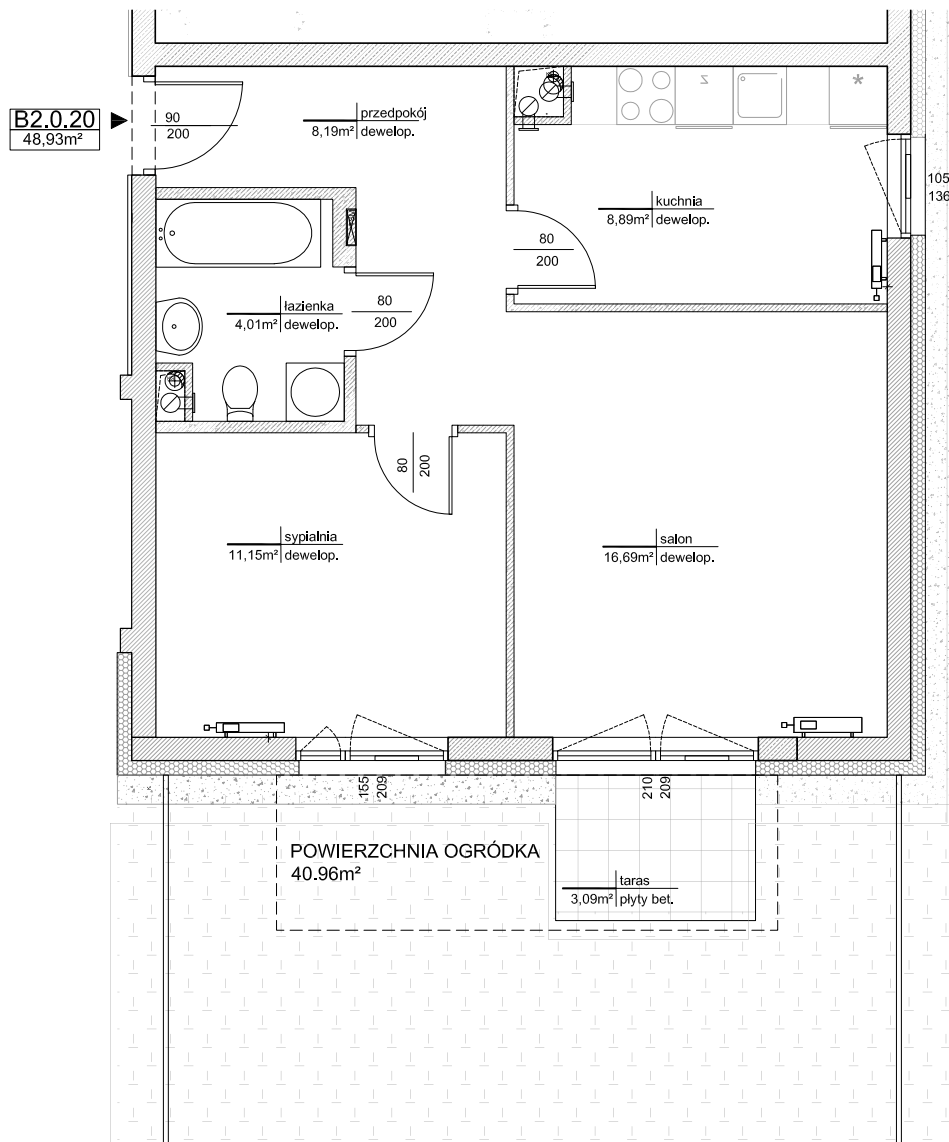 B2.0.20
48,93m²
90
200
przedpokój
8,19m² dewelop.
z
*
105
136
kuchnia
8,89m² dewelop.
80
200
łazienka
4,01m² dewelop.
80
200
80
200
sypialnia
11,15m² dewelop.
salon
16,69m² dewelop.
155
209
210
209
POWIERZCHNIA OGRÓDKA
40.96m²
taras
3,09m² płyty bet.